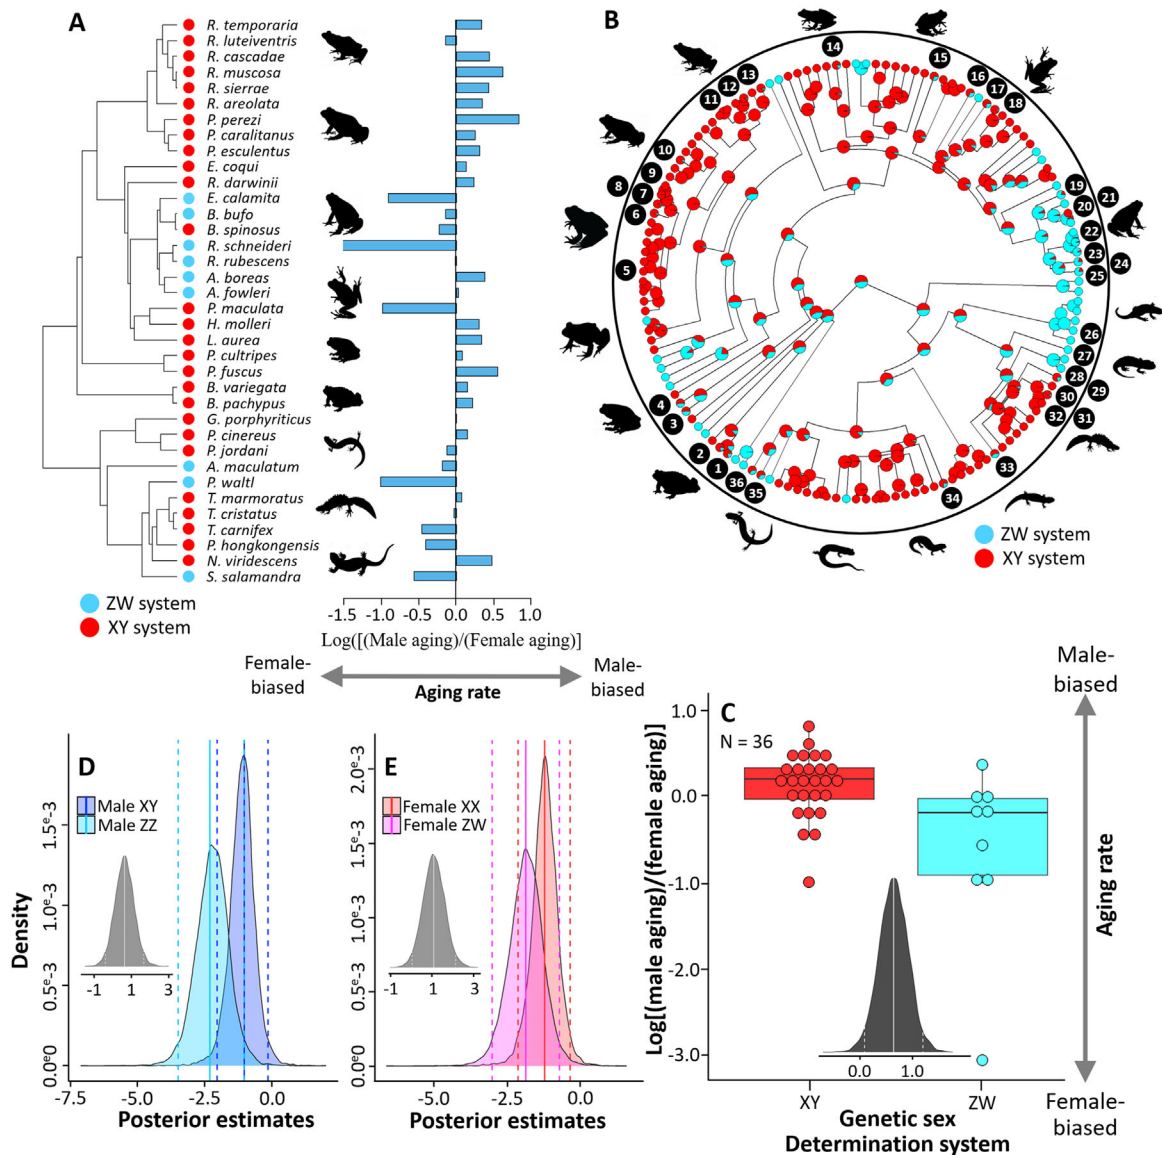 A
R. temporaria
R. luteiventris
R. cascadae
R. muscosa
R. sierrae
R. areolata
P. perezi
P. caralitanus
P. esculentus
E. coqui
R. darwinii
E. calamita
B. bufo
B. spinosus
R. schneideri
R. rubescens
A. boreas
A. fowleri
P. maculata
H. molleri
L. aurea
P. cultripes
P. fuscus
B. variegata
B. pachypus
G. porphyriticus
P. cinereus
P. jordani
A. maculatum
P. waltl
T. marmoratus
T. cristatus
T. carnifex
P. hongkongensis
N. viridescens
S. salamandra
ZW system
XY system
-1.5 -1.0 -0.5 0.0 0.5 1.0
Log([(Male aging)/(Female aging)]
Female-
biased
Aging rate
Male-
biased
B
14
15
16
17
18
19
20
21
22
23
24
25
26
27
28
29
30
31
32
33
34
35
36
1
2
3
4
5
6
7
8
9
10
11
12
13
ZW system
XY system
D
Male XY
Male ZZ
Density
1.5e-3
1.0e-3
0.5e-3
0.0e0
-1 1 3
-7.5 -5.0 -2.5 0.0
Posterior estimates
E
Female XX
Female ZW
2.0e-3
1.5e-3
1.0e-3
0.5e-3
0.0e0
-1 1 3
-5.0 -2.5 0.0
Posterior estimates
C
N = 36
Log[(male aging)/(female aging)]
1.0
0.0
-1.0
-2.0
-3.0
0.0 1.0
XY ZW
Genetic sex
Determination system
Male-
biased
Aging rate
Female-
biased